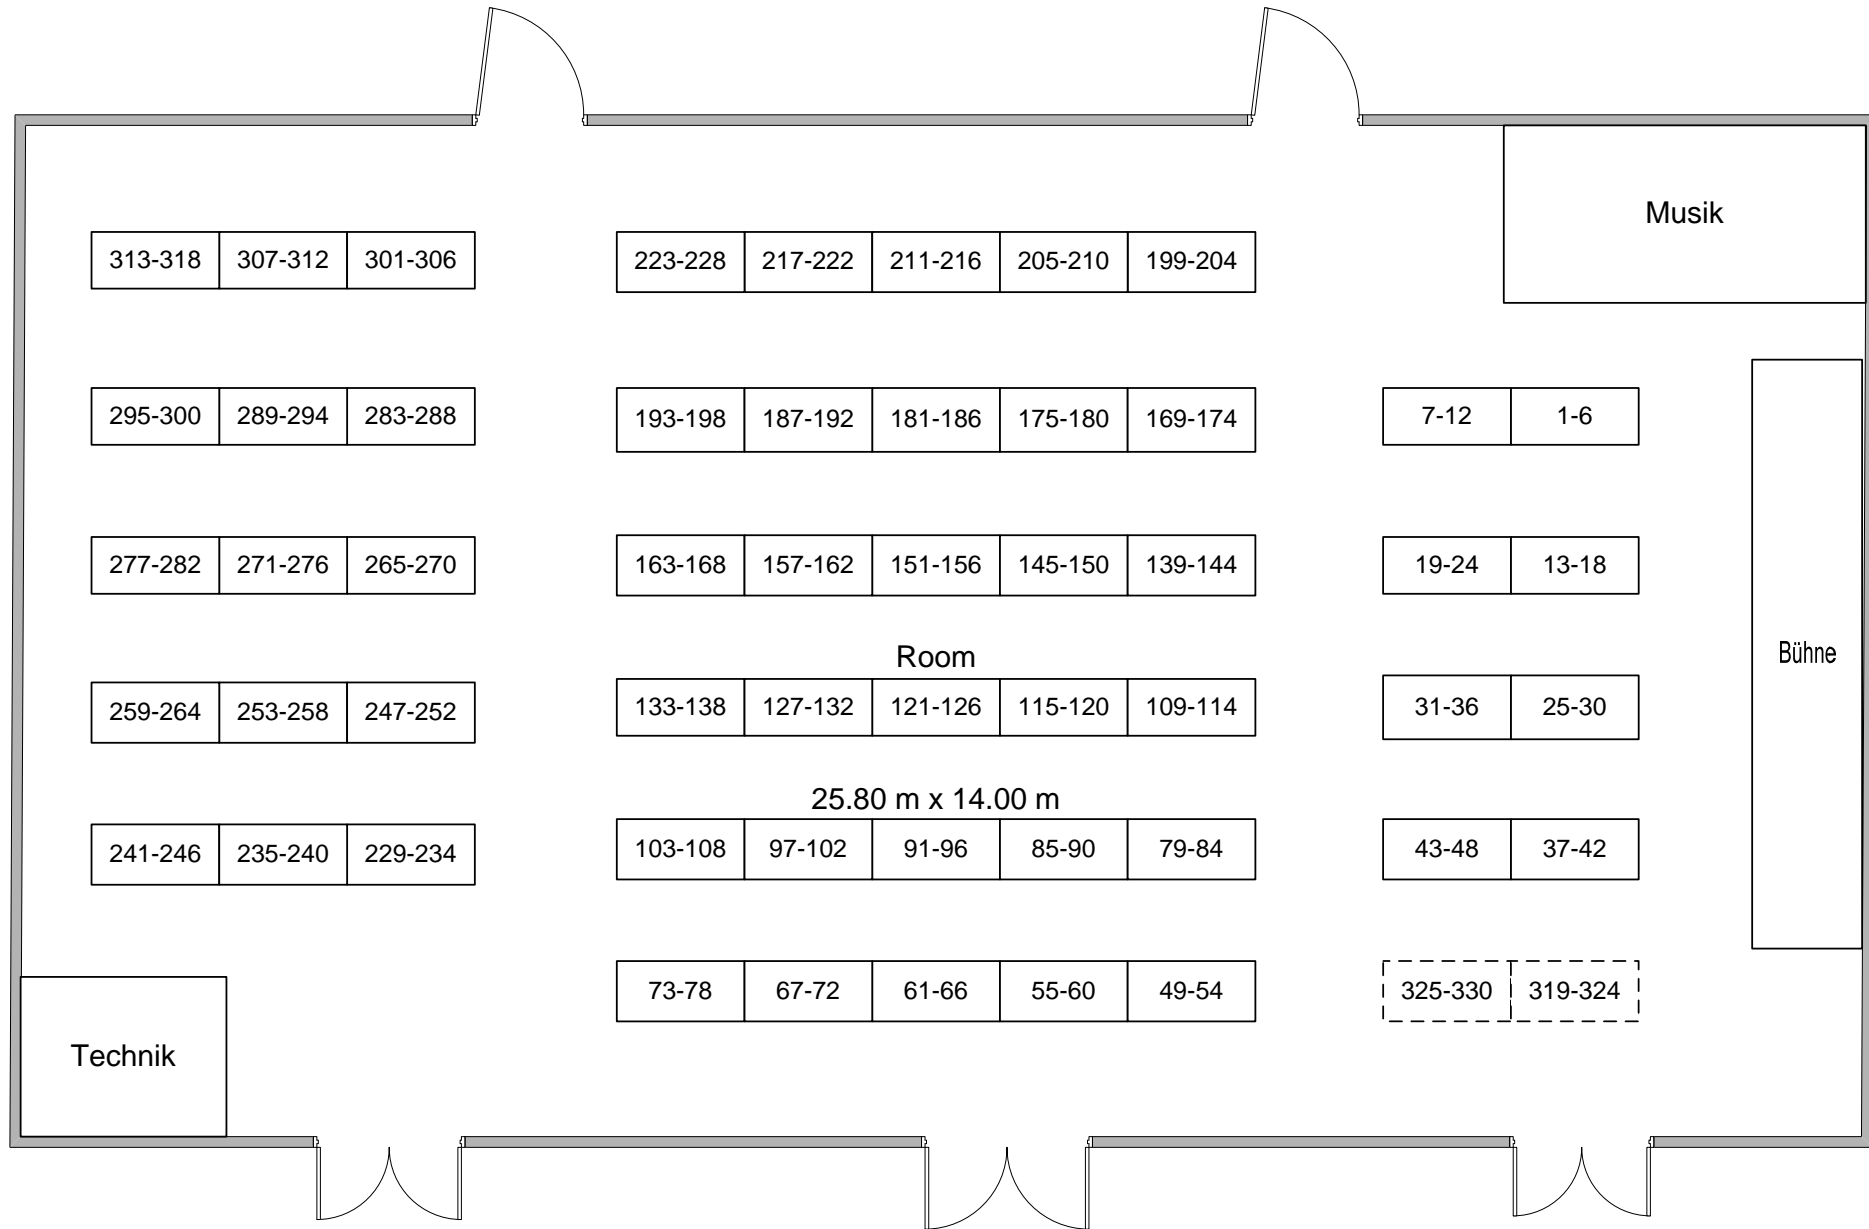 Musik
313-318 307-312 301-306 223-228 217-222 211-216 205-210 199-204
295-300 289-294 283-288 193-198 187-192 181-186 175-180 169-174 7-12 1-6
277-282 271-276 265-270 163-168 157-162 151-156 145-150 139-144 19-24 13-18
Room
Bühne
259-264 253-258 247-252 133-138 127-132 121-126 115-120 109-114 31-36 25-30
25.80 m x 14.00 m
241-246 235-240 229-234 103-108 97-102 91-96 85-90 79-84 43-48 37-42
73-78 67-72 61-66 55-60 49-54 325-330 319-324
Technik